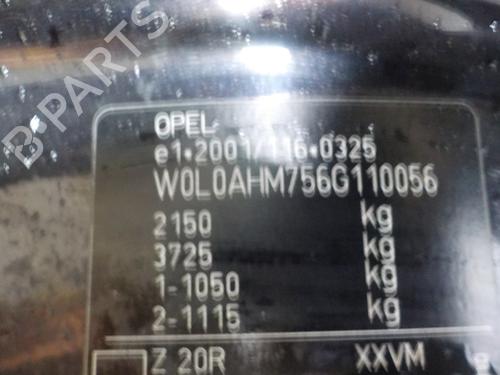 B-PARTS
OPEL
e1*2001/116*0325
W0L0AHM756G110056
2150 kg
3725 kg
1-1050 kg
2-1115 kg
Z 20R XXVM